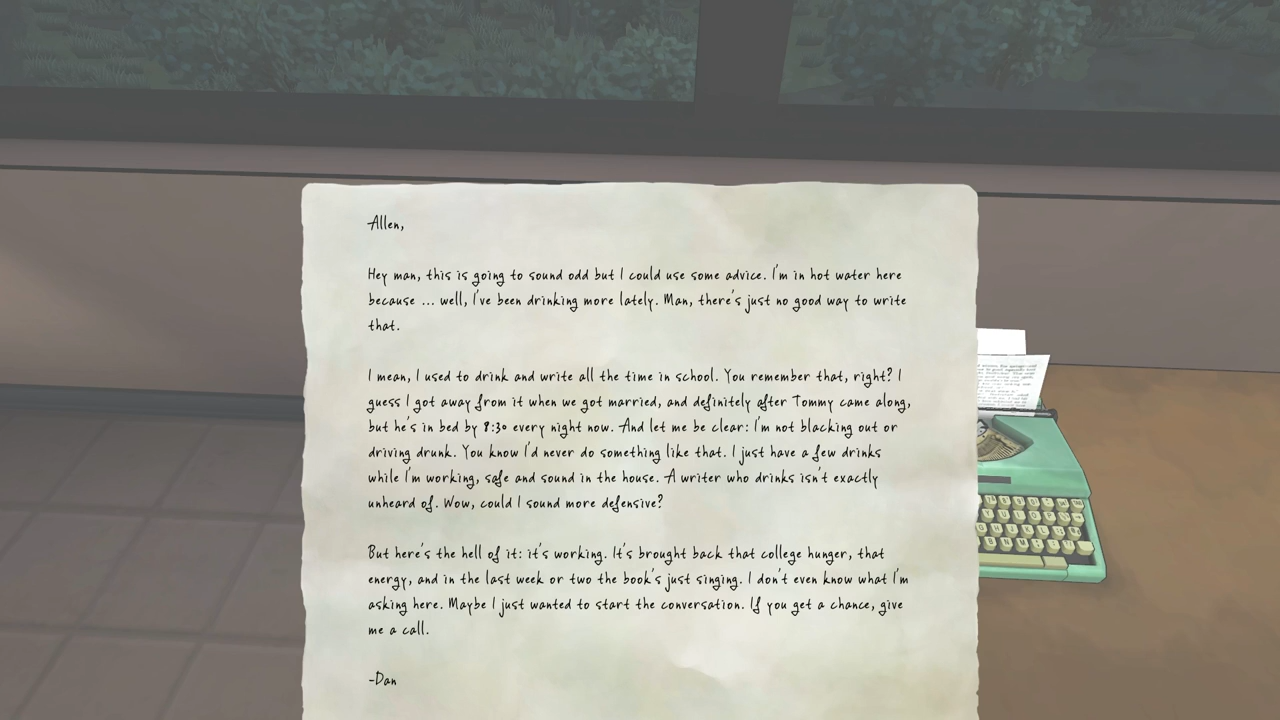 Allen,
Hey man, this is going to sound odd but I could use some advice. I'm in hot water here
because ... well, I've been drinking more lately. Man, there's just no good way to write
that.
I mean, I used to drink and write all the time in school. You remember that, right? I
guess I got away from it when we got married, and definitely after Tommy came along,
but he's in bed by 8:30 every night now. And let me be clear: I'm not blacking out or
driving drunk. You know I'd never do something like that. I just have a few drinks
while I'm working, safe and sound in the house. A writer who drinks isn't exactly
unheard of. Wow, could I sound more defensive?
But here's the hell of it: it's working. It's brought back that college hunger, that
energy, and in the last week or two the book's just singing. I don't even know what I'm
asking here. Maybe I just wanted to start the conversation. If you get a chance, give
me a call.
-Dan